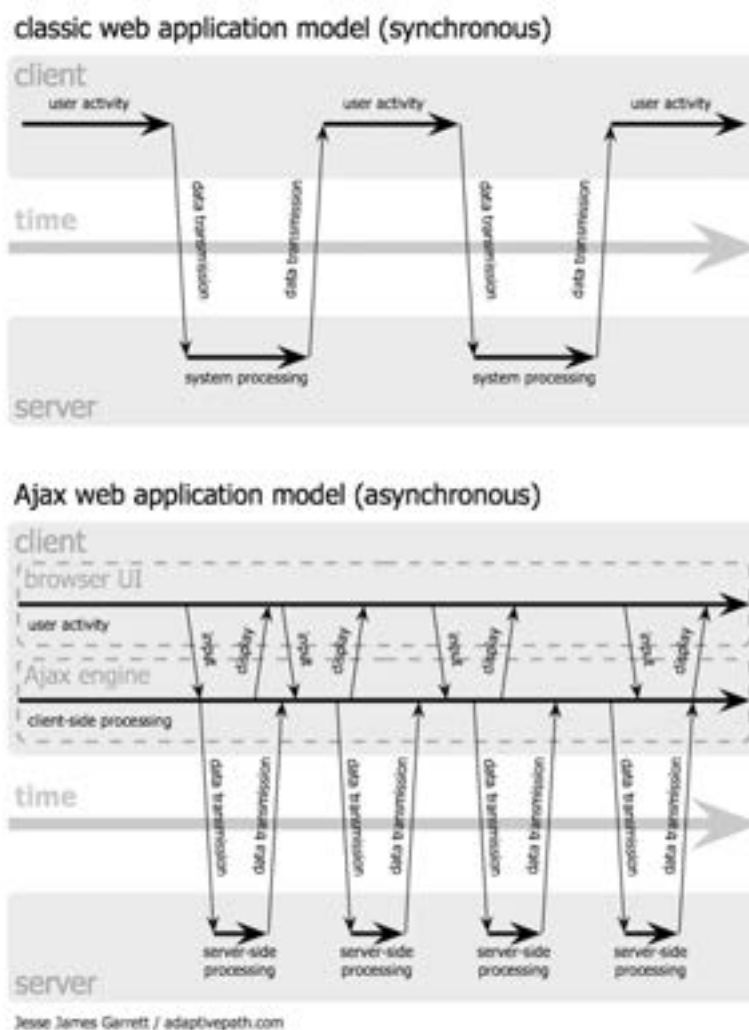 classic web application model (synchronous)
client
user activity
user activity
user activity
data transmission
data transmission
data transmission
data transmission
time
system processing
system processing
server
Ajax web application model (asynchronous)
client
browser UI
user activity
input
display
input
display
input
display
input
display
Ajax engine
client-side processing
data transmission
data transmission
data transmission
data transmission
data transmission
data transmission
data transmission
data transmission
time
server-side
processing
server-side
processing
server-side
processing
server-side
processing
server
Jesse James Garrett / adaptivepath.com